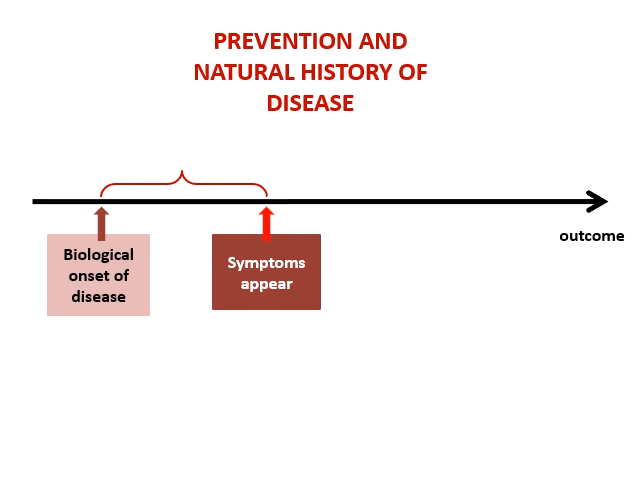 PREVENTION AND
NATURAL HISTORY OF
DISEASE
outcome
Biological
onset of
disease
Symptoms
appear